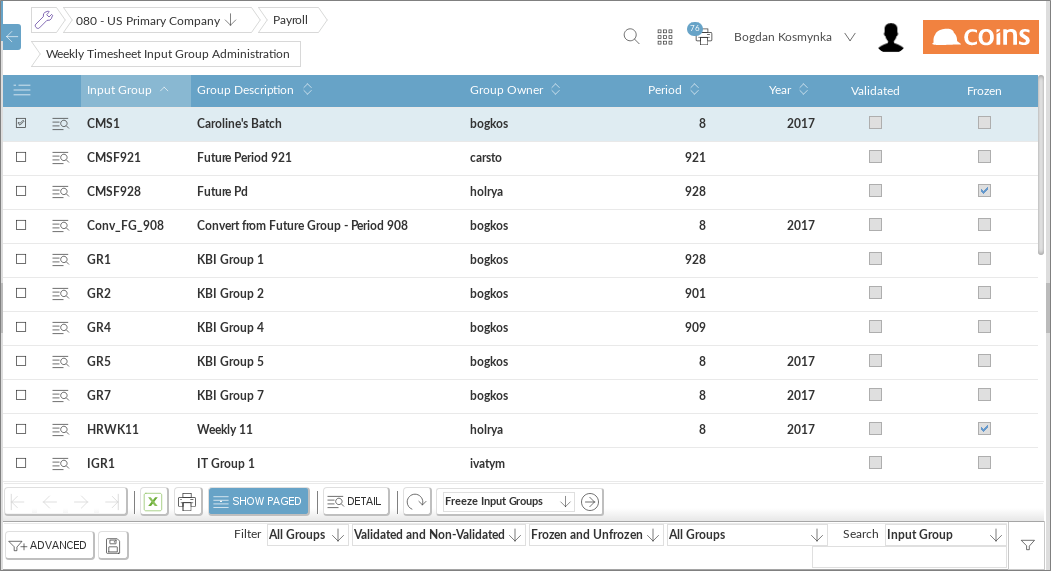 080 - US Primary Company
Payroll
76
Bogdan Kosmynka
COINS
Weekly Timesheet Input Group Administration
Input Group Group Description Group Owner Period Year Validated Frozen
CMS1 Caroline's Batch bogkos 8 2017
CMSF921 Future Period 921 carsto 921
CMSF928 Future Pd holrya 928
Conv_FG_908 Convert from Future Group - Period 908 bogkos 8 2017
GR1 KBI Group 1 bogkos 928
GR2 KBI Group 2 bogkos 901
GR4 KBI Group 4 bogkos 909
GR5 KBI Group 5 bogkos 8 2017
GR7 KBI Group 7 bogkos 8 2017
HRWK11 Weekly 11 holrya 8 2017
IGR1 IT Group 1 ivatym
X SHOW PAGED DETAIL Freeze Input Groups
Filter All Groups Validated and Non-Validated Frozen and Unfrozen All Groups Search Input Group
ADVANCED